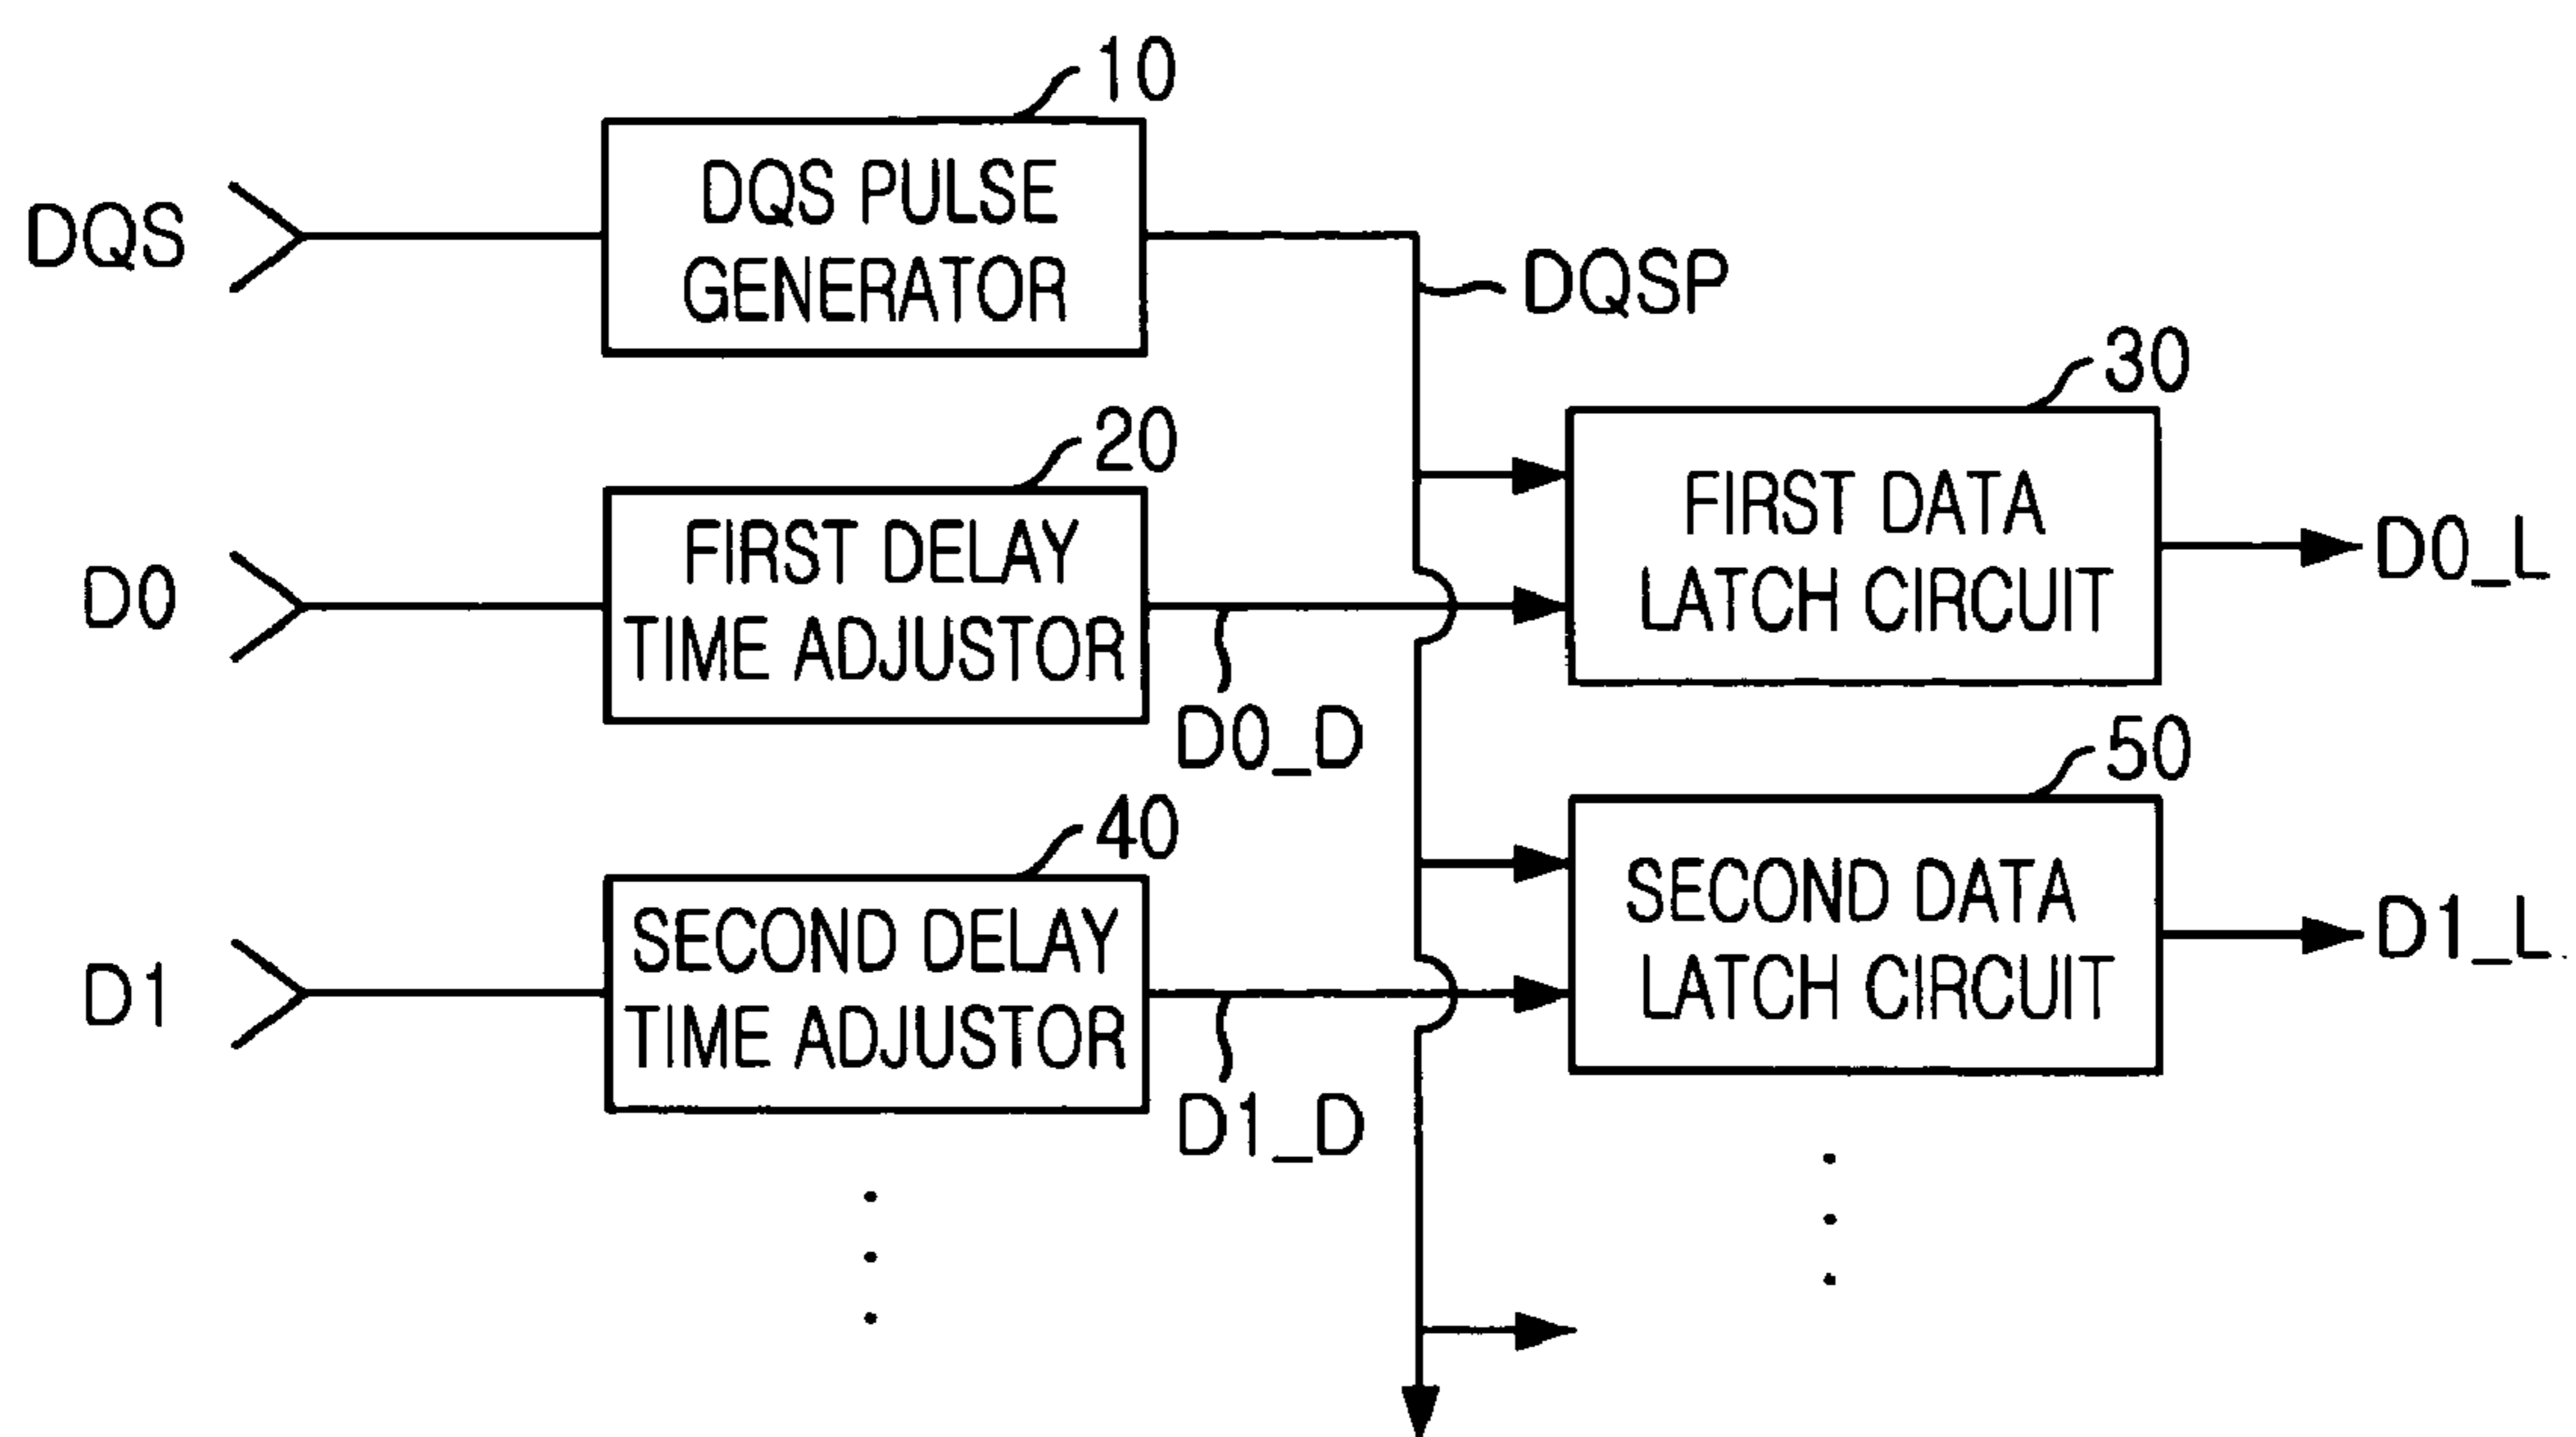 10
DQS
DQS PULSE
GENERATOR
DQSP
20
30
D0
FIRST DELAY
TIME ADJUSTOR
D0_D
FIRST DATA
LATCH CIRCUIT
D0_L
40
50
D1
SECOND DELAY
TIME ADJUSTOR
D1_D
SECOND DATA
LATCH CIRCUIT
D1_L